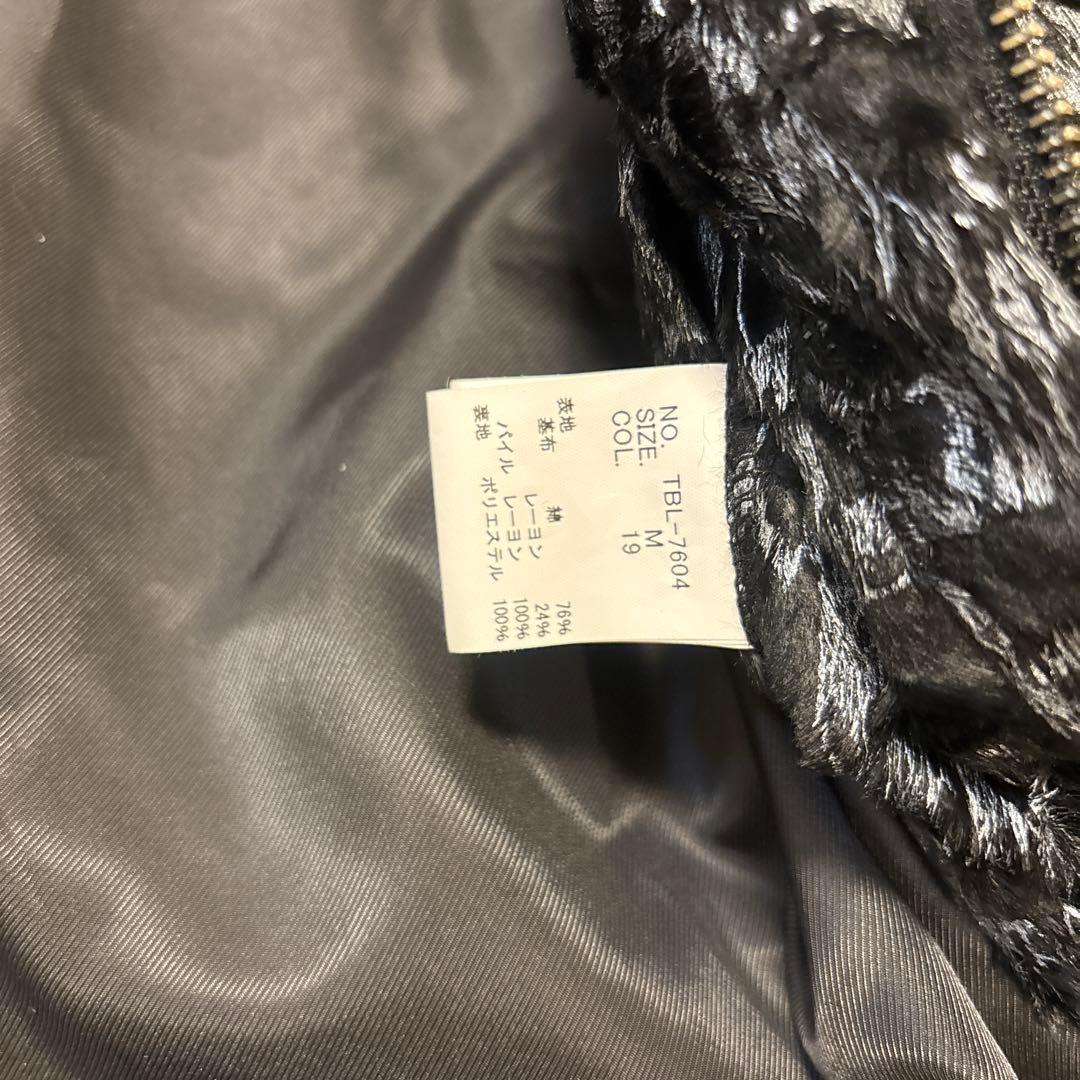 NO. TBL-7604
SIZE. M
COL. 19
表地
基布 綿 76%
レーヨン 24%
パイル レーヨン 100%
裏地 ポリエステル 100%